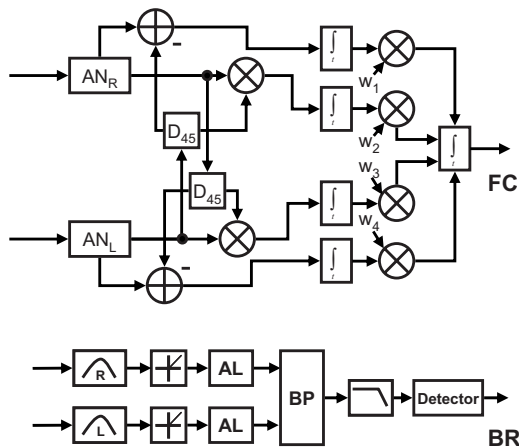 -
AN_R
∫ t
w_1
∫ t
w_2
D_45
∫ t
FC
D_45
w_3
∫ t
AN_L
w_4
∫ t
-
R
AL
BP
Detector
L
AL
BR